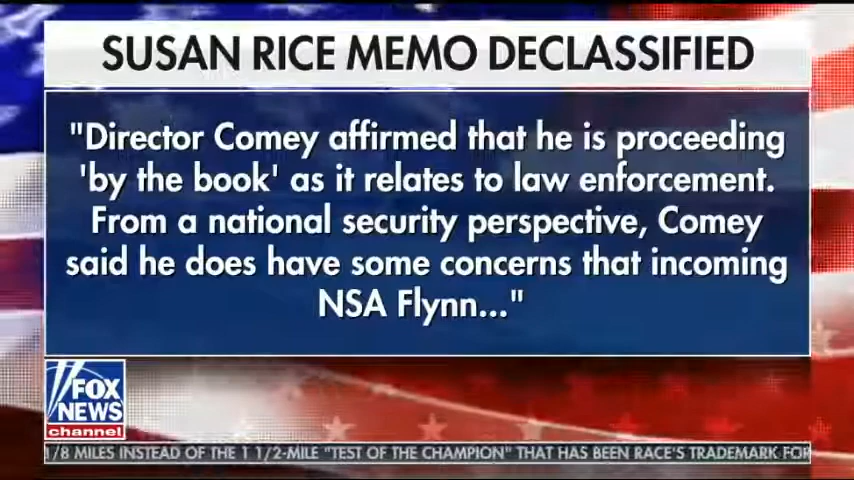 SUSAN RICE MEMO DECLASSIFIED
"Director Comey affirmed that he is proceeding
'by the book' as it relates to law enforcement.
From a national security perspective, Comey
said he does have some concerns that incoming
NSA Flynn..."
FOX
NEWS
channel
1/8 MILES INSTEAD OF THE 1 1/2-MILE "TEST OF THE CHAMPION" THAT HAS BEEN RACE'S TRADEMARK FOR